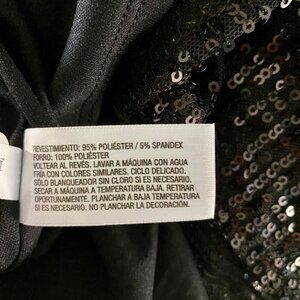 REVESTIMIENTO: 95% POLIÉSTER / 5% SPANDEX
FORRO: 100% POLIÉSTER
VOLTEAR AL REVÉS. LAVAR A MÁQUINA CON AGUA
FRÍA CON COLORES SIMILARES. CICLO DELICADO.
SÓLO BLANQUEADOR SIN CLORO SI ES NECESARIO.
SECAR A MÁQUINA A TEMPERATURA BAJA. RETIRAR
OPORTUNAMENTE. PLANCHAR A BAJA TEMPERATURA
SI ES NECESARIO. NO PLANCHAR LA DECORACIÓN.